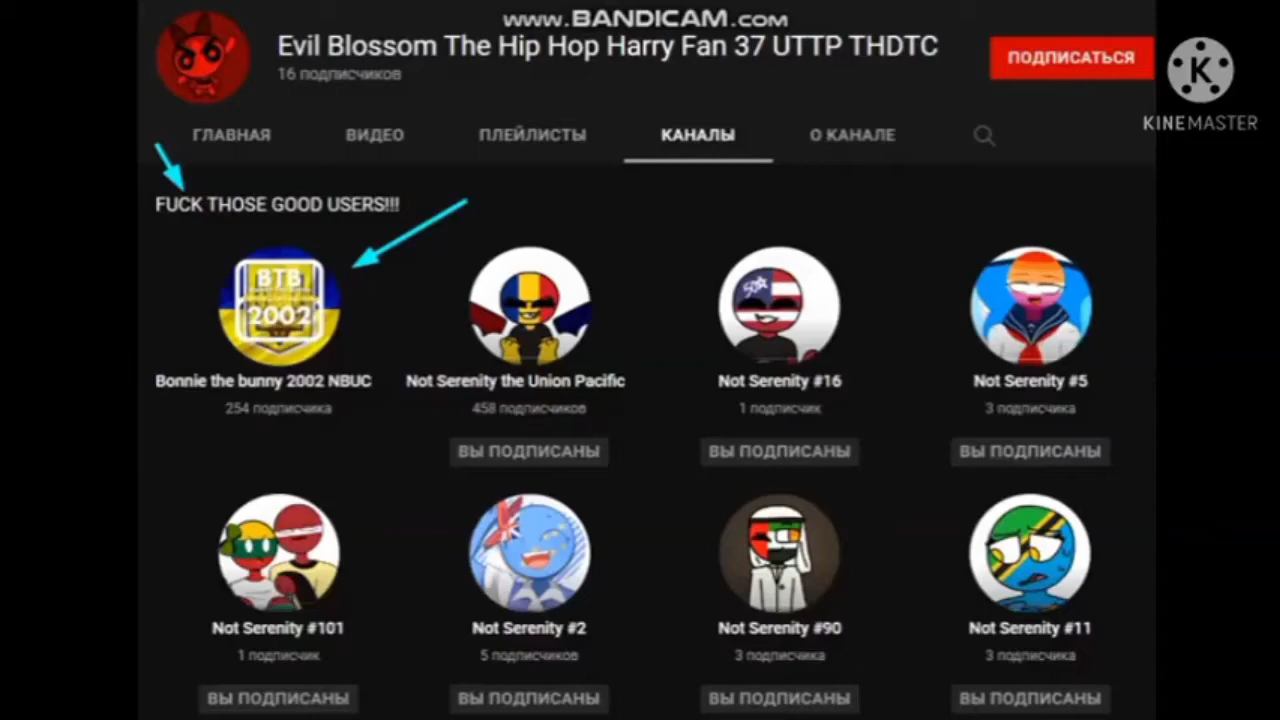 www.BANDICAM.com
Evil Blossom The Hip Hop Harry Fan 37 UTTP THDTC
16 подписчиков
ПОДПИСАТЬСЯ
K
KINEMASTER
ГЛАВНАЯ ВИДЕО ПЛЕЙЛИСТЫ КАНАЛЫ О КАНАЛЕ
FUCK THOSE GOOD USERS!!!
BTB
2002
50☆
Bonnie the bunny 2002 NBUC Not Serenity the Union Pacific Not Serenity #16 Not Serenity #5
254 подписчика 458 подписчиков 1 подписчик 3 подписчика
ВЫ ПОДПИСАНЫ ВЫ ПОДПИСАНЫ ВЫ ПОДПИСАНЫ
Not Serenity #101 Not Serenity #2 Not Serenity #90 Not Serenity #11
1 подписчик 5 подписчиков 3 подписчика 3 подписчика
ВЫ ПОДПИСАНЫ ВЫ ПОДПИСАНЫ ВЫ ПОДПИСАНЫ ВЫ ПОДПИСАНЫ